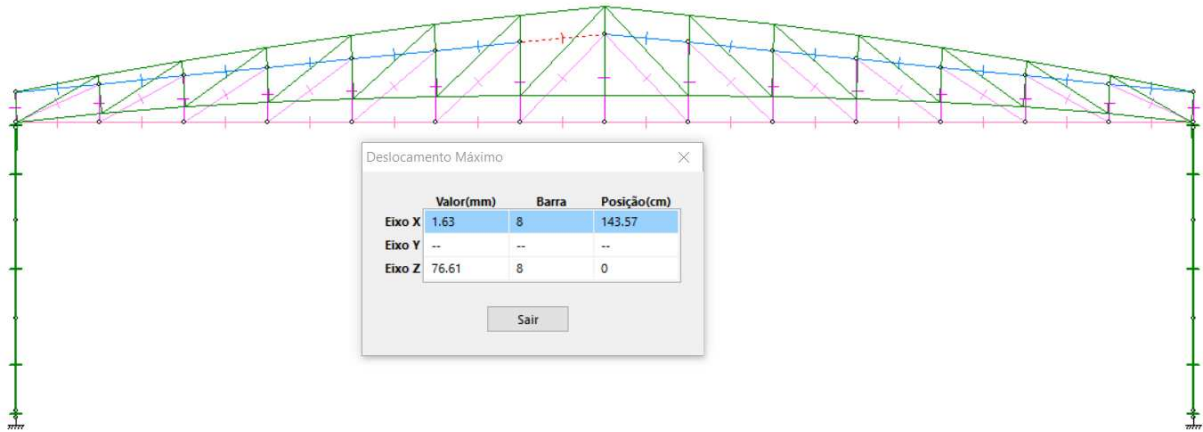 Deslocamento Máximo
Valor(mm) Barra Posição(cm)
Eixo X 1.63 8 143.57
Eixo Y -- -- --
Eixo Z 76.61 8 0
Sair